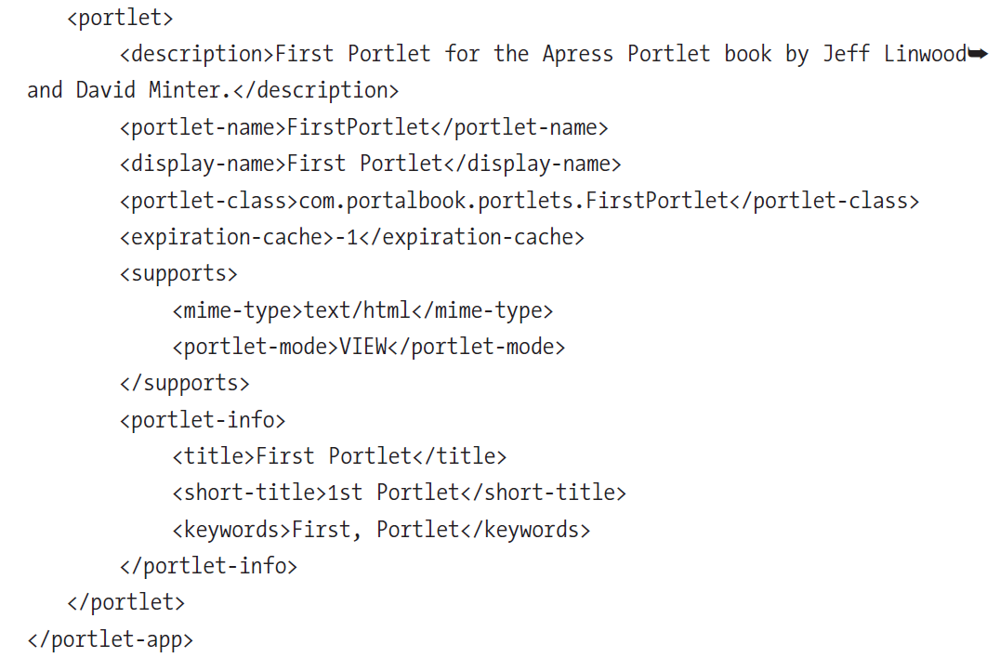 <portlet>
<description>First Portlet for the Apress Portlet book by Jeff Linwood➥
and David Minter.</description>
<portlet-name>FirstPortlet</portlet-name>
<display-name>First Portlet</display-name>
<portlet-class>com.portalbook.portlets.FirstPortlet</portlet-class>
<expiration-cache>-1</expiration-cache>
<supports>
<mime-type>text/html</mime-type>
<portlet-mode>VIEW</portlet-mode>
</supports>
<portlet-info>
<title>First Portlet</title>
<short-title>1st Portlet</short-title>
<keywords>First, Portlet</keywords>
</portlet-info>
</portlet>
</portlet-app>